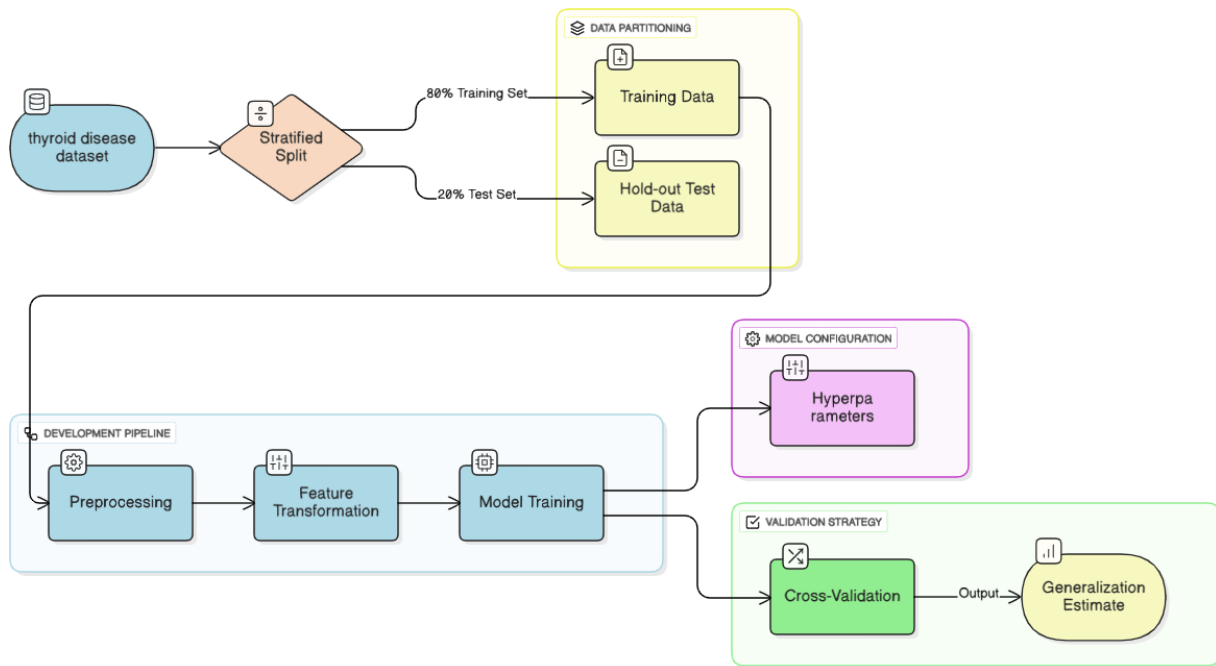 DATA PARTITIONING
80% Training Set
Training Data
thyroid disease
dataset
Stratified
Split
20% Test Set
Hold-out Test
Data
MODEL CONFIGURATION
Hyperpa
rameters
DEVELOPMENT PIPELINE
Preprocessing
Feature
Transformation
Model Training
VALIDATION STRATEGY
Cross-Validation
Output
Generalization
Estimate